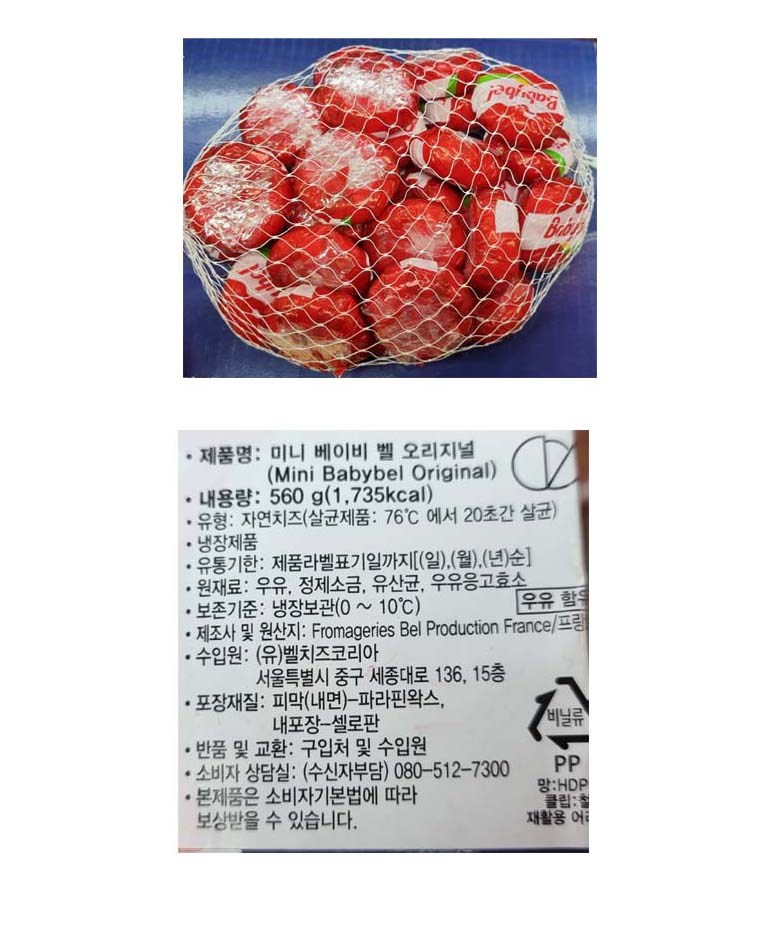 Babybel
Bab
bel
• 제품명: 미니 베이비 벨 오리지널
(Mini Babybel Original)
• 내용량: 560 g(1,735kcal)
• 유형: 자연치즈(살균제품: 76℃ 에서 20초간 살균)
• 냉장제품
• 유통기한: 제품라벨표기일까지[(일),(월),(년)순]
• 원재료: 우유, 정제소금, 유산균, 우유응고효소
우유 함유
• 보존기준: 냉장보관(0 ~ 10℃)
• 제조사 및 원산지: Fromageries Bel Production France/프랑
• 수입원: (유)벨치즈코리아
서울특별시 중구 세종대로 136, 15층
• 포장재질: 피막(내면)-파라핀왁스,
내포장-셀로판
비닐류
• 반품 및 교환: 구입처 및 수입원
PP
• 소비자 상담실: (수신자부담) 080-512-7300
망:HDP
• 본제품은 소비자기본법에 따라
클립:철
보상받을 수 있습니다.
재활용 어려